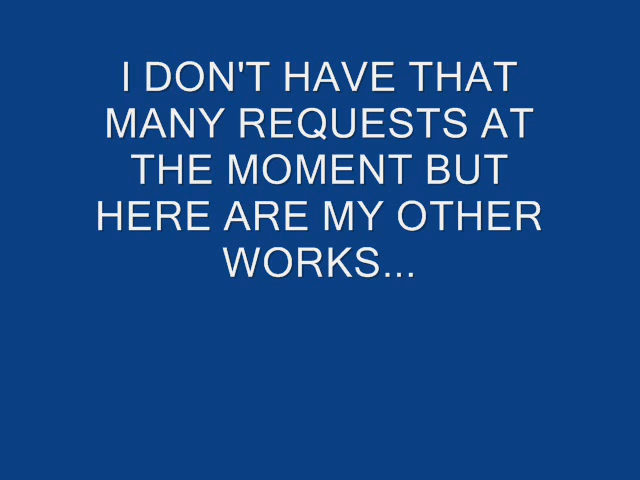 I DON'T HAVE THAT
MANY REQUESTS AT
THE MOMENT BUT
HERE ARE MY OTHER
WORKS...